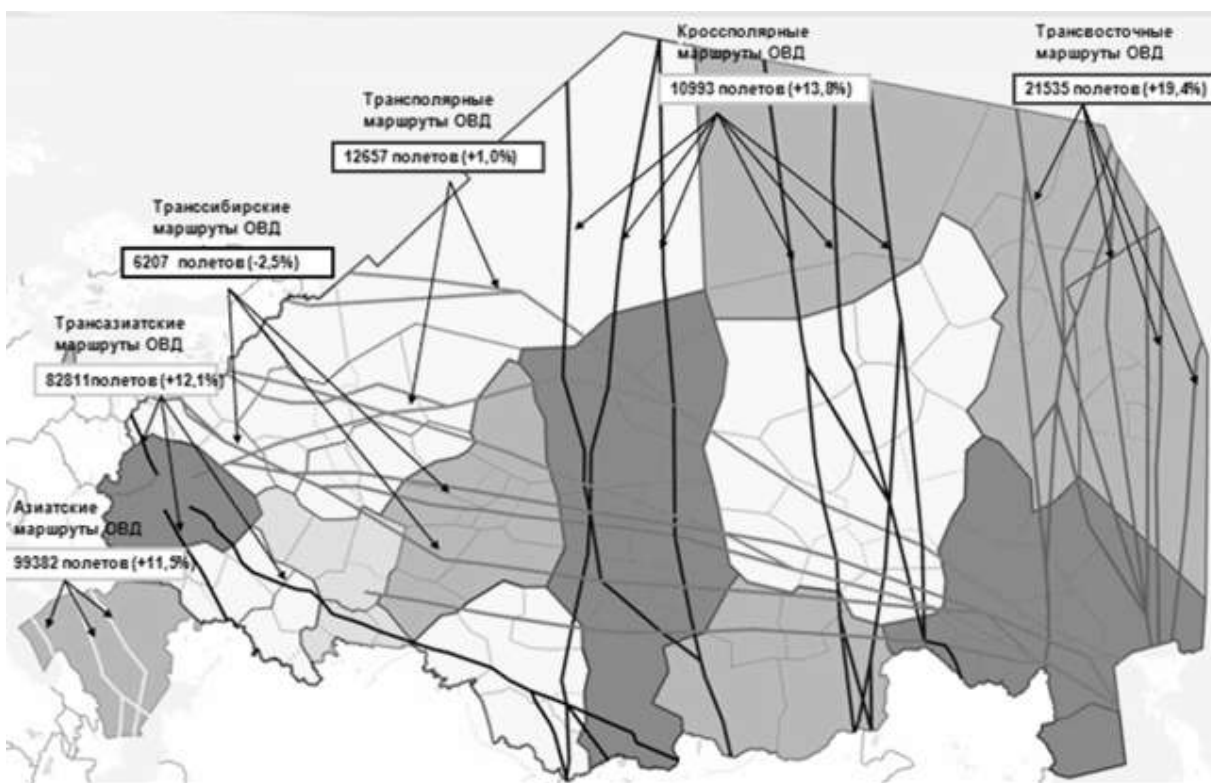 Кроссполярные
маршруты ОВД
10993 полетов (+13,8%)
Трансвосточные
маршруты ОВД
21535 полетов (+19,4%)
Трансполярные
маршруты ОВД
12657 полетов (+1,0%)
Транссибирские
маршруты ОВД
6207 полетов (-2,5%)
Трансазиатские
маршруты ОВД
82811полетов (+12,1%)
Азиатские
маршруты ОВД
99382 полетов (+11,5%)